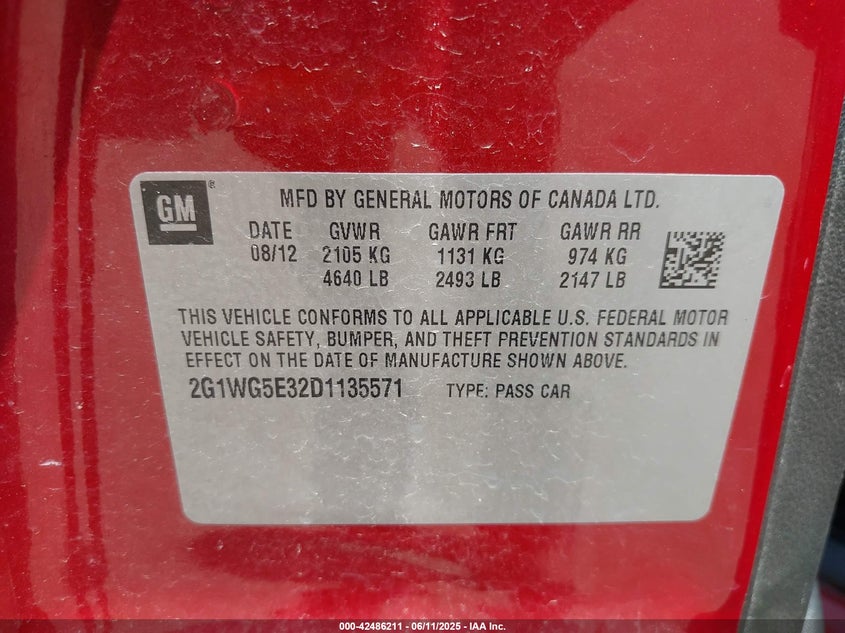 GM®
MFD BY GENERAL MOTORS OF CANADA LTD.
DATE GVWR GAWR FRT GAWR RR
08/12 2105 KG 1131 KG 974 KG
4640 LB 2493 LB 2147 LB
THIS VEHICLE CONFORMS TO ALL APPLICABLE U.S. FEDERAL MOTOR
VEHICLE SAFETY, BUMPER, AND THEFT PREVENTION STANDARDS IN
EFFECT ON THE DATE OF MANUFACTURE SHOWN ABOVE.
2G1WG5E32D1135571 TYPE: PASS CAR
000-42486211 - 06/11/2025 - IAA Inc.